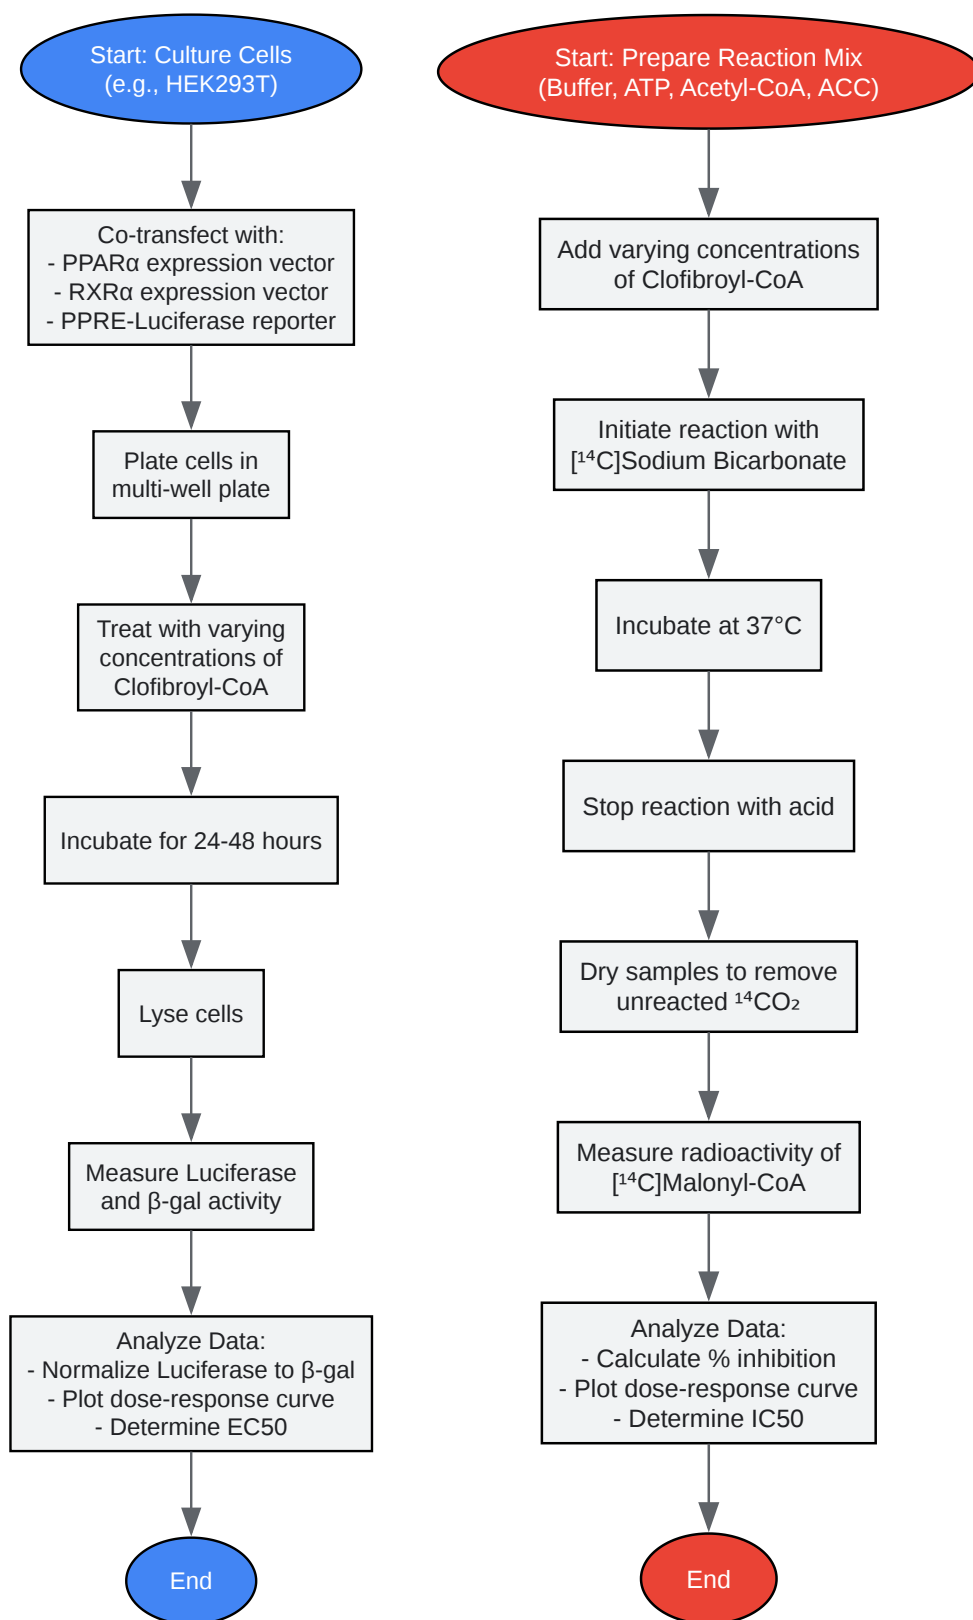 Start: Culture Cells
(e.g., HEK293T)
Co-transfect with:
- PPARα expression vector
- RXRα expression vector
- PPRE-Luciferase reporter
Plate cells in
multi-well plate
Treat with varying
concentrations of
Clofibroyl-CoA
Incubate for 24-48 hours
Lyse cells
Measure Luciferase
and β-gal activity
Analyze Data:
- Normalize Luciferase to β-gal
- Plot dose-response curve
- Determine EC50
End
Start: Prepare Reaction Mix
(Buffer, ATP, Acetyl-CoA, ACC)
Add varying concentrations
of Clofibroyl-CoA
Initiate reaction with
[¹⁴C]Sodium Bicarbonate
Incubate at 37°C
Stop reaction with acid
Dry samples to remove
unreacted ¹⁴CO₂
Measure radioactivity of
[¹⁴C]Malonyl-CoA
Analyze Data:
- Calculate % inhibition
- Plot dose-response curve
- Determine IC50
End